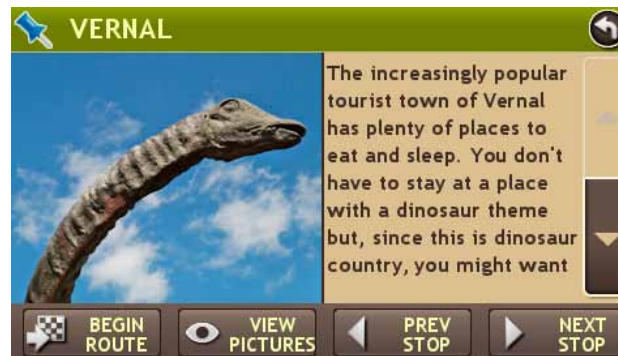 VERNAL
The increasingly popular
tourist town of Vernal
has plenty of places to
eat and sleep. You don't
have to stay at a place
with a dinosaur theme
but, since this is dinosaur
country, you might want
BEGIN
ROUTE
VIEW
PICTURES
PREV
STOP
NEXT
STOP